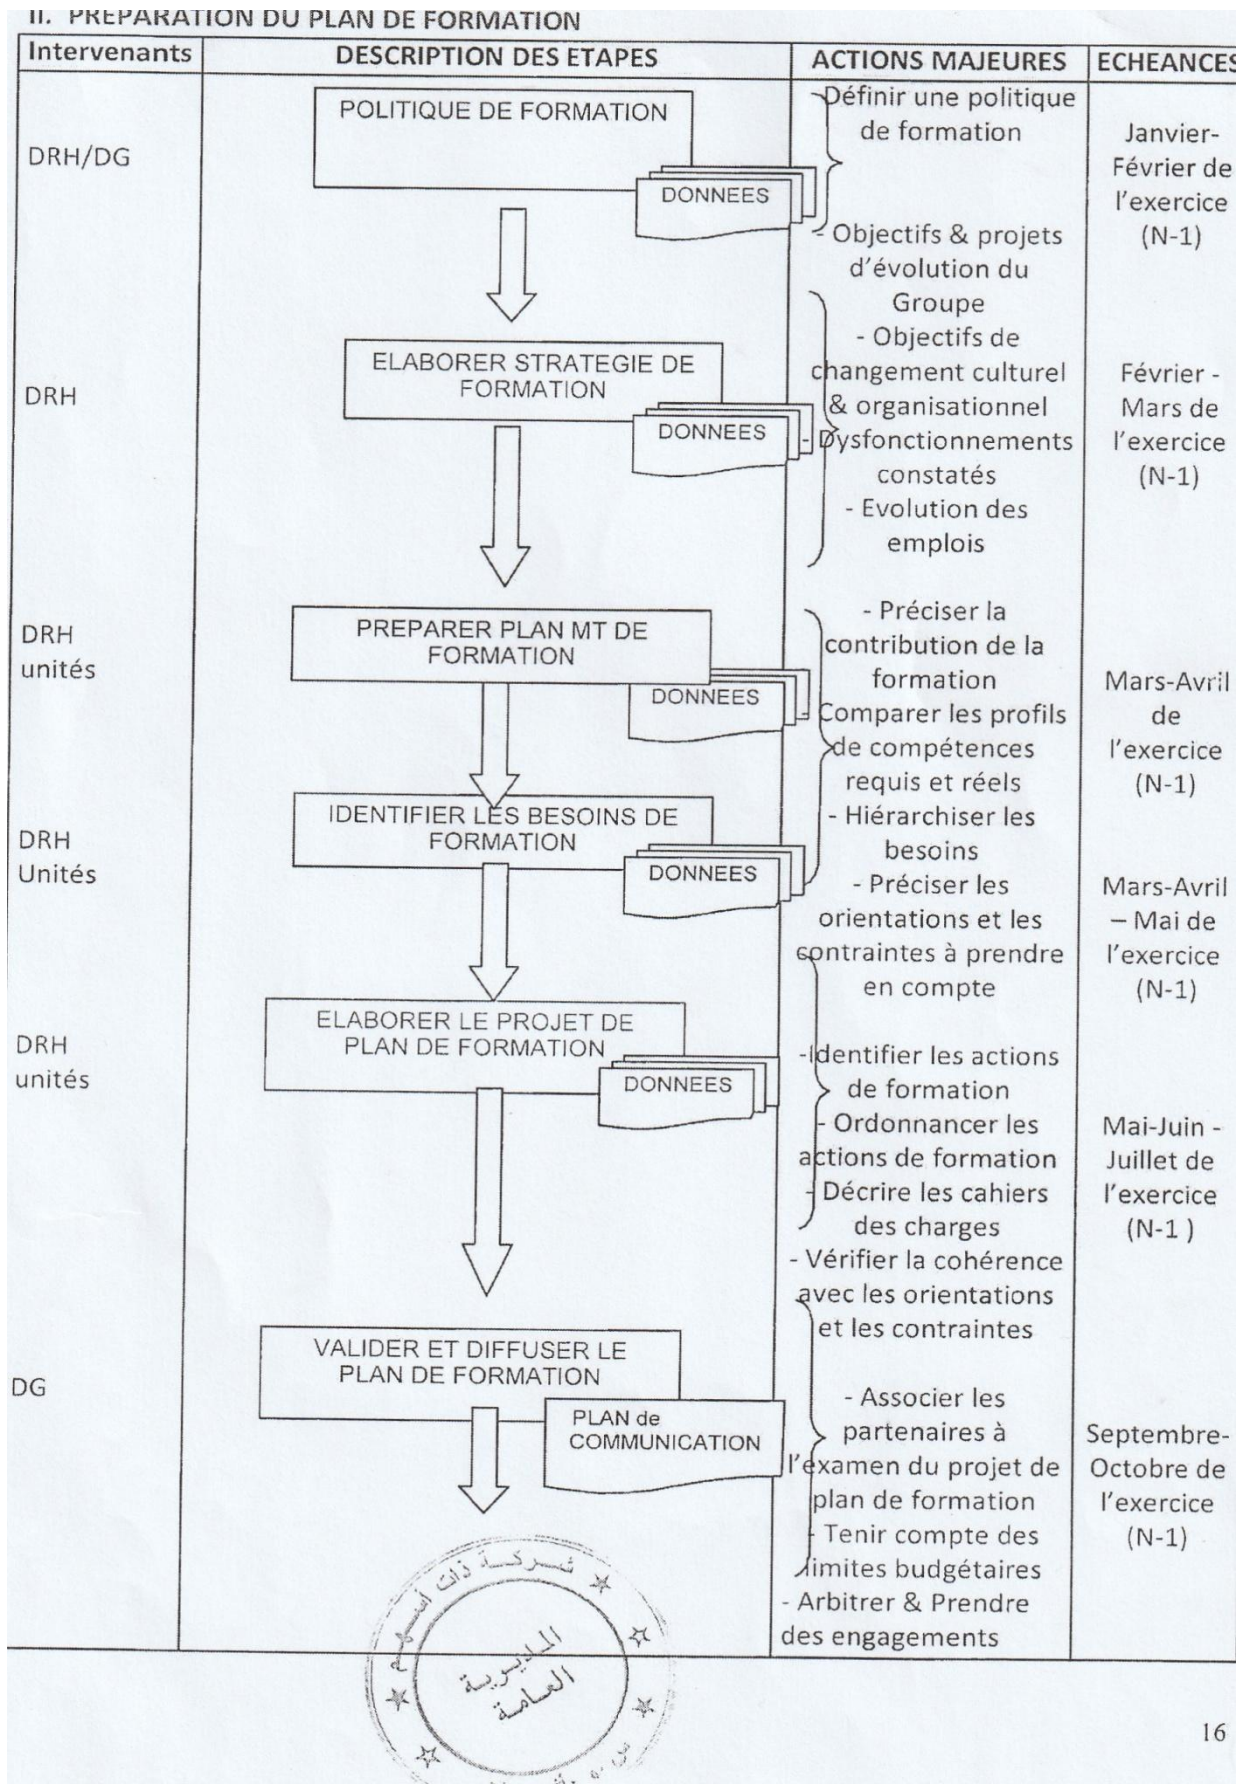 II. PREPARATION DU PLAN DE FORMATION
Intervenants
DESCRIPTION DES ETAPES
ACTIONS MAJEURES
ECHEANCES
DRH/DG
POLITIQUE DE FORMATION
DONNEES
- Définir une politique
de formation
- Objectifs & projets
d'évolution du
Groupe
Janvier-
Février de
l'exercice
(N-1)
DRH
ELABORER STRATEGIE DE
FORMATION
DONNEES
- Objectifs de
changement culturel
& organisationnel
- Dysfonctionnements
constatés
- Evolution des
emplois
Février -
Mars de
l'exercice
(N-1)
DRH
unités
PREPARER PLAN MT DE
FORMATION
DONNEES
- Préciser la
contribution de la
formation
- Comparer les profils
de compétences
requis et réels
Mars-Avril
de
l'exercice
(N-1)
DRH
Unités
IDENTIFIER LES BESOINS DE
FORMATION
DONNEES
- Hiérarchiser les
besoins
- Préciser les
orientations et les
contraintes à prendre
en compte
Mars-Avril
– Mai de
l'exercice
(N-1)
DRH
unités
ELABORER LE PROJET DE
PLAN DE FORMATION
DONNEES
-Identifier les actions
de formation
- Ordonnancer les
actions de formation
- Décrire les cahiers
des charges
- Vérifier la cohérence
avec les orientations
et les contraintes
Mai-Juin -
Juillet de
l'exercice
(N-1 )
DG
VALIDER ET DIFFUSER LE
PLAN DE FORMATION
PLAN de
COMMUNICATION
- Associer les
partenaires à
l'examen du projet de
plan de formation
- Tenir compte des
limites budgétaires
- Arbitrer & Prendre
des engagements
Septembre-
Octobre de
l'exercice
(N-1)
شركة ذات أسهم
المديرية
العامة
16